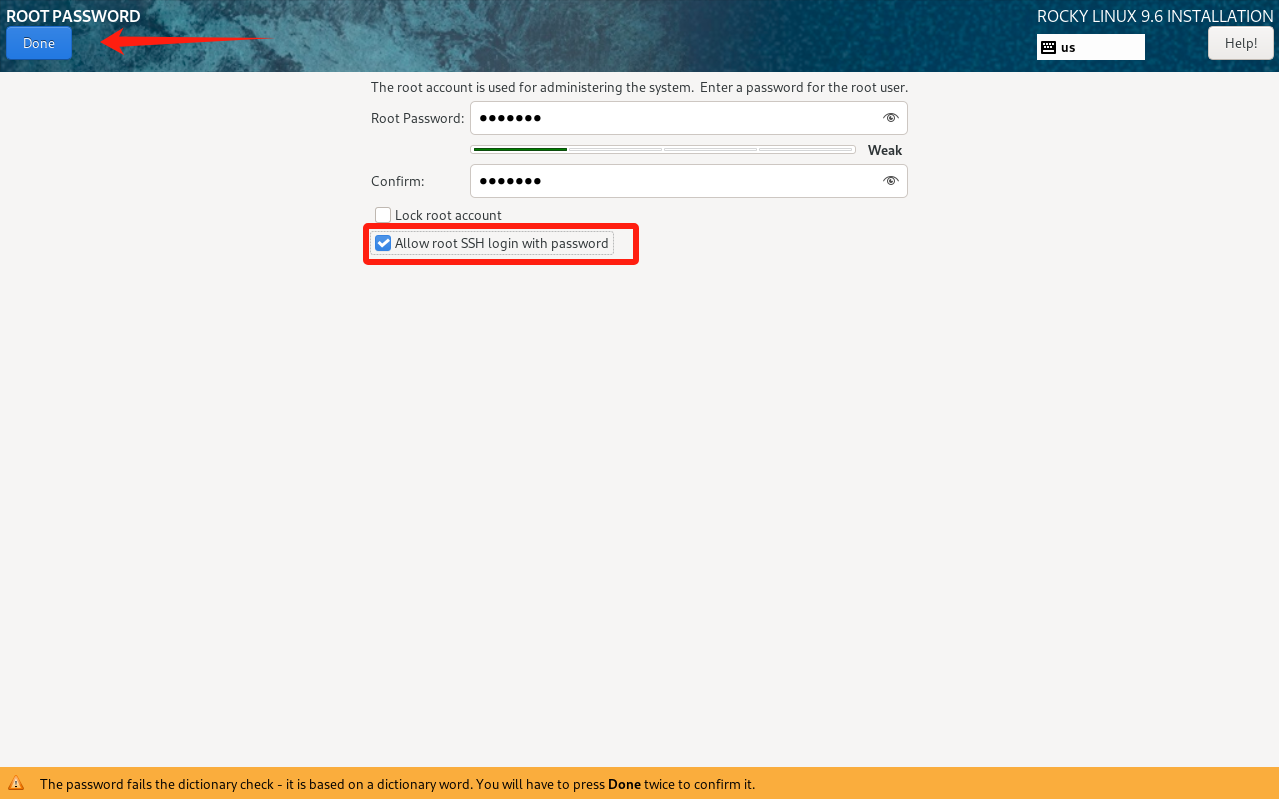 ROOT PASSWORD
Done
ROCKY LINUX 9.6 INSTALLATION
us
Help!
The root account is used for administering the system.  Enter a password for the root user.
Root Password: ●●●●●●●
Weak
Confirm: ●●●●●●●
Lock root account
Allow root SSH login with password
The password fails the dictionary check - it is based on a dictionary word. You will have to press Done twice to confirm it.